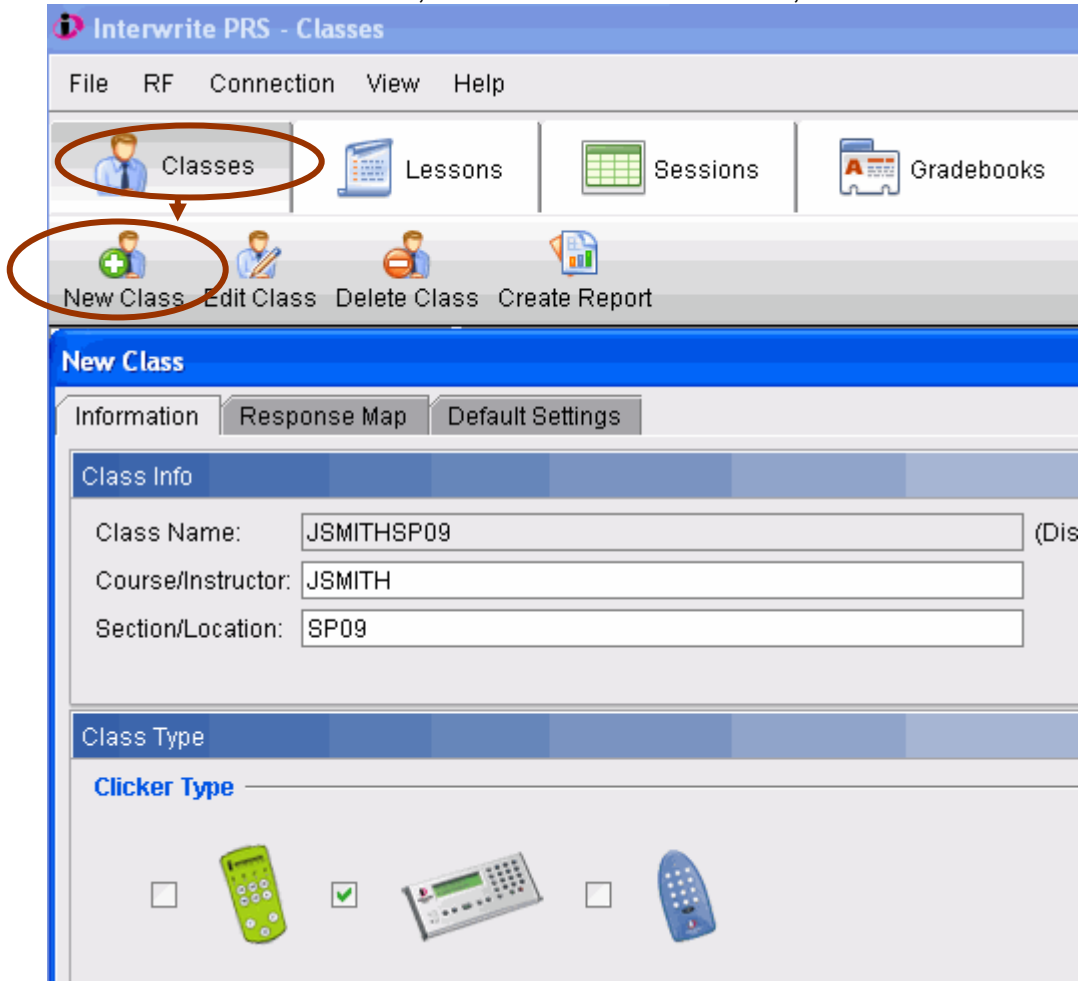 Interwrite PRS - Classes
File RF Connection View Help
Classes Lessons Sessions Gradebooks
New Class Edit Class Delete Class Create Report
New Class
Information Response Map Default Settings
Class Info
Class Name: JSMITHSP09 (Dis
Course/Instructor: JSMITH
Section/Location: SP09
Class Type
Clicker Type